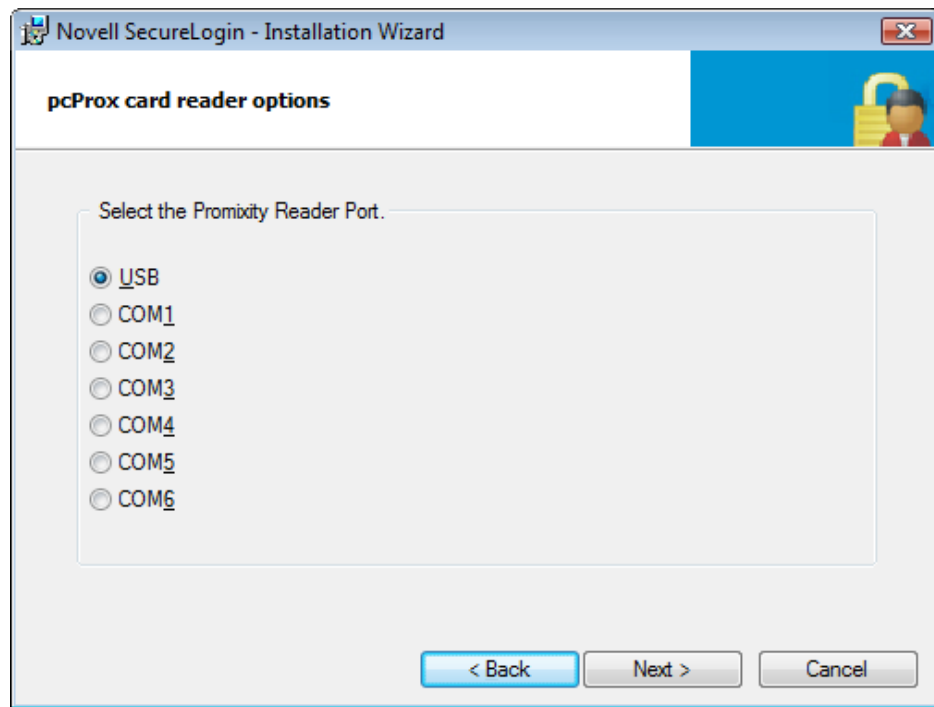 Novell SecureLogin - Installation Wizard
pcProx card reader options
Select the Promixity Reader Port.
USB
COM1
COM2
COM3
COM4
COM5
COM6
< Back Next > Cancel